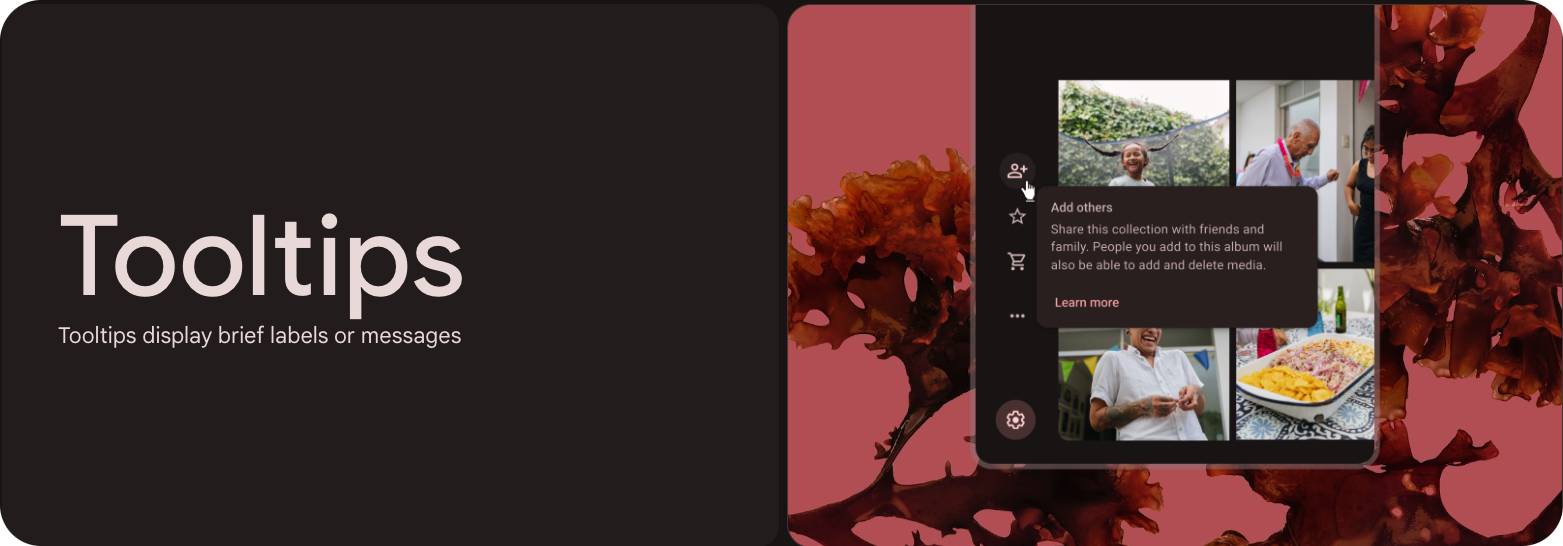 Tooltips
Tooltips display brief labels or messages
Add others
Share this collection with friends and
family. People you add to this album will
also be able to add and delete media.
Learn more